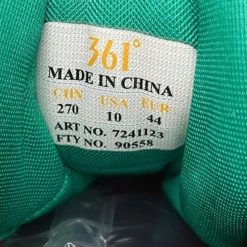 361°
MADE IN CHINA
CHN USA EUR
270 10 44
ART NO. 7241123
FTY NO. 90558